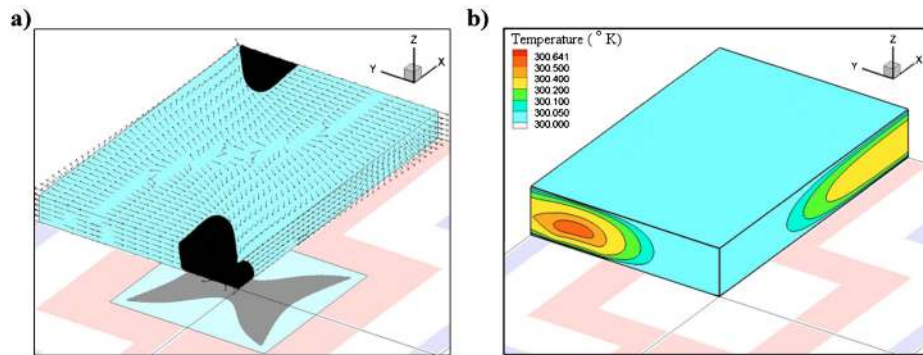 a)
Z
Y
X
b)
Temperature ( ° K )
300.641
300.500
300.400
300.200
300.100
300.050
300.000
Z
Y
X